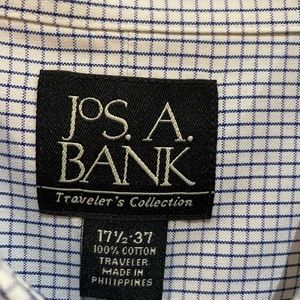 JoS. A.
BANK
Traveler's Collection
17½·37
100% COTTON
TRAVELER
MADE IN
PHILIPPINES